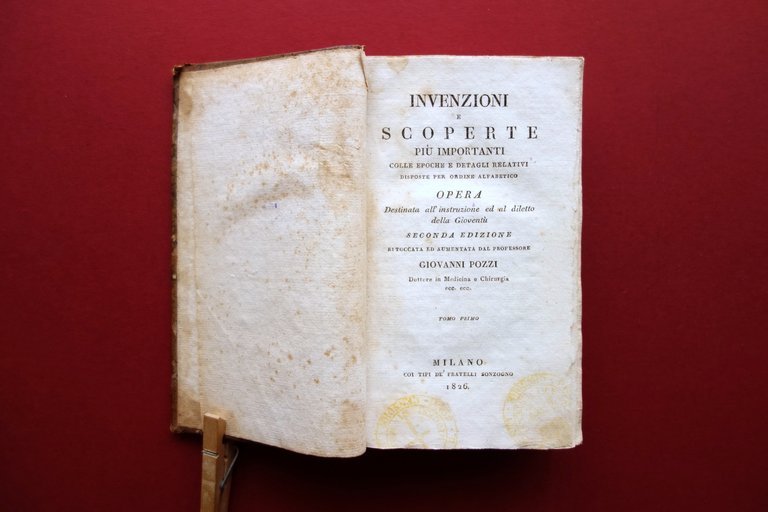 INVENZIONI
E
SCOPERTE
PIÙ IMPORTANTI
COLLE EPOCHE E DETAGLI RELATIVI
DISPOSTE PER ORDINE ALFABETICO
OPERA
Destinata all'instruzione ed al diletto
della Gioventù
SECONDA EDIZIONE
RITOCCATA ED AUMENTATA DAL PROFESSORE
GIOVANNI POZZI
Dottore in Medicina e Chirurgia
ecc. ecc.
TOMO PRIMO
MILANO
COI TIPI DE' FRATELLI SONZOGNO
1826.